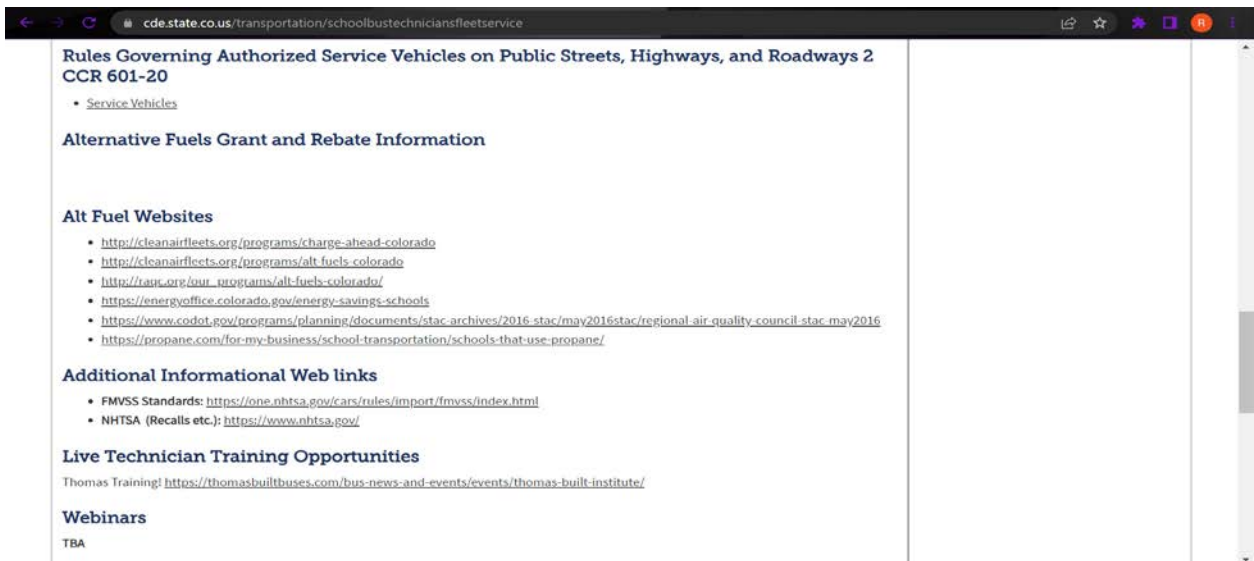 cde.state.co.us/transportation/schoolbustechniciansfleetservice
R
Rules Governing Authorized Service Vehicles on Public Streets, Highways, and Roadways 2
CCR 601-20
• Service Vehicles
Alternative Fuels Grant and Rebate Information
Alt Fuel Websites
• http://cleanairfleets.org/programs/charge-ahead-colorado
• http://cleanairfleets.org/programs/alt-fuels-colorado
• http://raqc.org/our_programs/alt-fuels-colorado/
• https://energyoffice.colorado.gov/energy-savings-schools
• https://www.codot.gov/programs/planning/documents/stac-archives/2016-stac/may2016stac/regional-air-quality-council-stac-may2016
• https://propane.com/for-my-business/school-transportation/schools-that-use-propane/
Additional Informational Web links
• FMVSS Standards: https://one.nhtsa.gov/cars/rules/import/fmvss/index.html
• NHTSA (Recalls etc.): https://www.nhtsa.gov/
Live Technician Training Opportunities
Thomas Training! https://thomasbuiltbuses.com/bus-news-and-events/events/thomas-built-institute/
Webinars
TBA